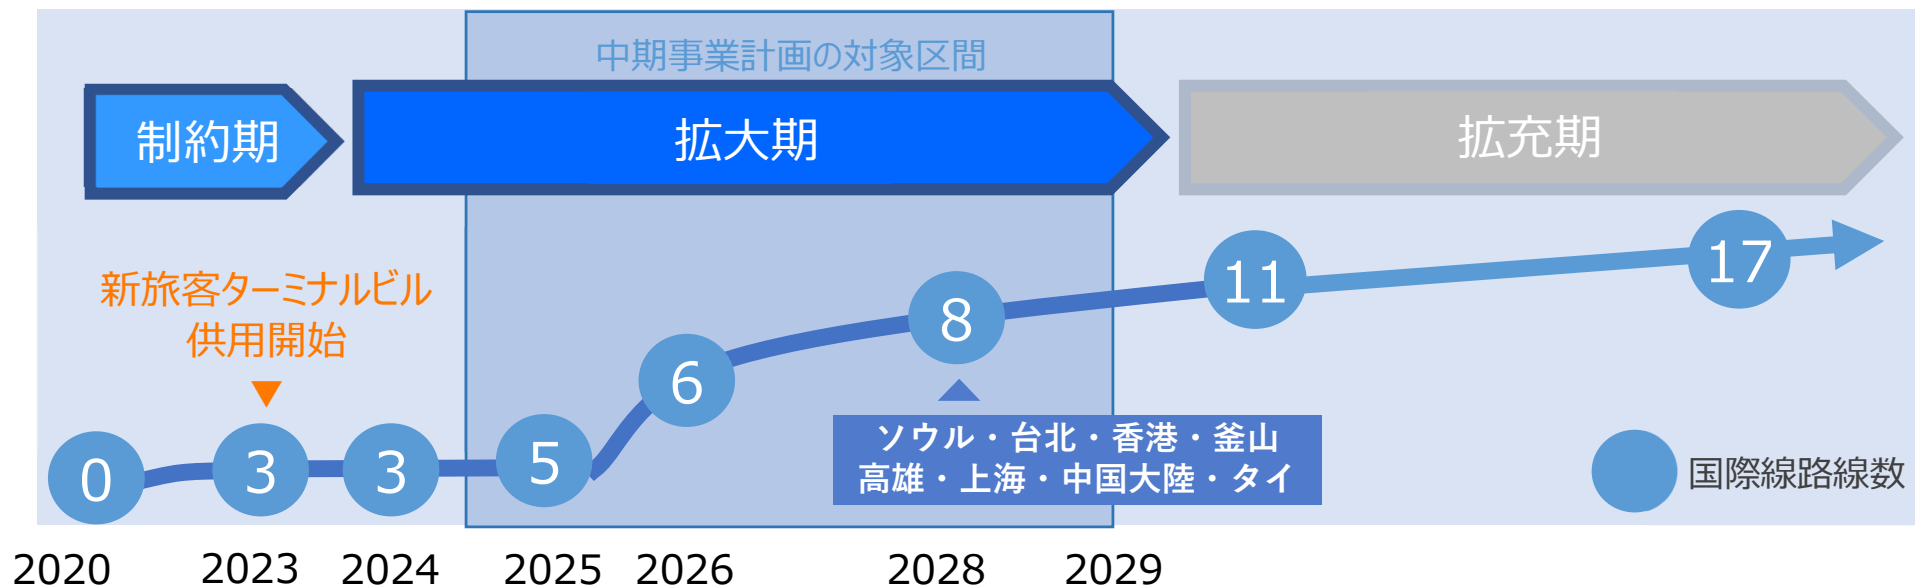 中期事業計画の対象区間
制約期
拡大期
拡充期
新旅客ターミナルビル
供用開始
0
3
3
5
6
8
11
17
ソウル・台北・香港・釜山
高雄・上海・中国大陸・タイ
国際線路線数
2020
2023
2024
2025
2026
2028
2029